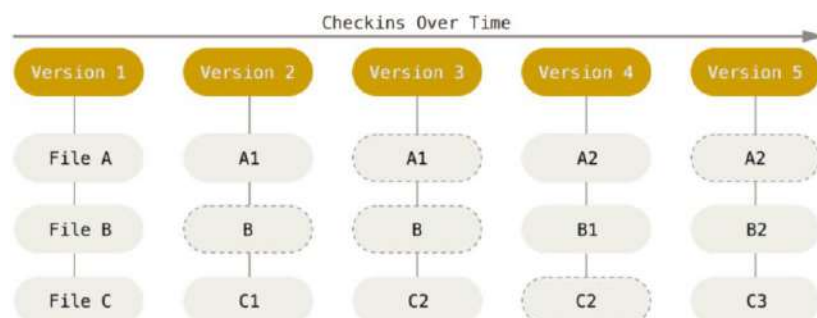 Checkins Over Time
Version 1 Version 2 Version 3 Version 4 Version 5
File A A1 A1 A2 A2
File B B B B1 B2
File C C1 C2 C2 C3